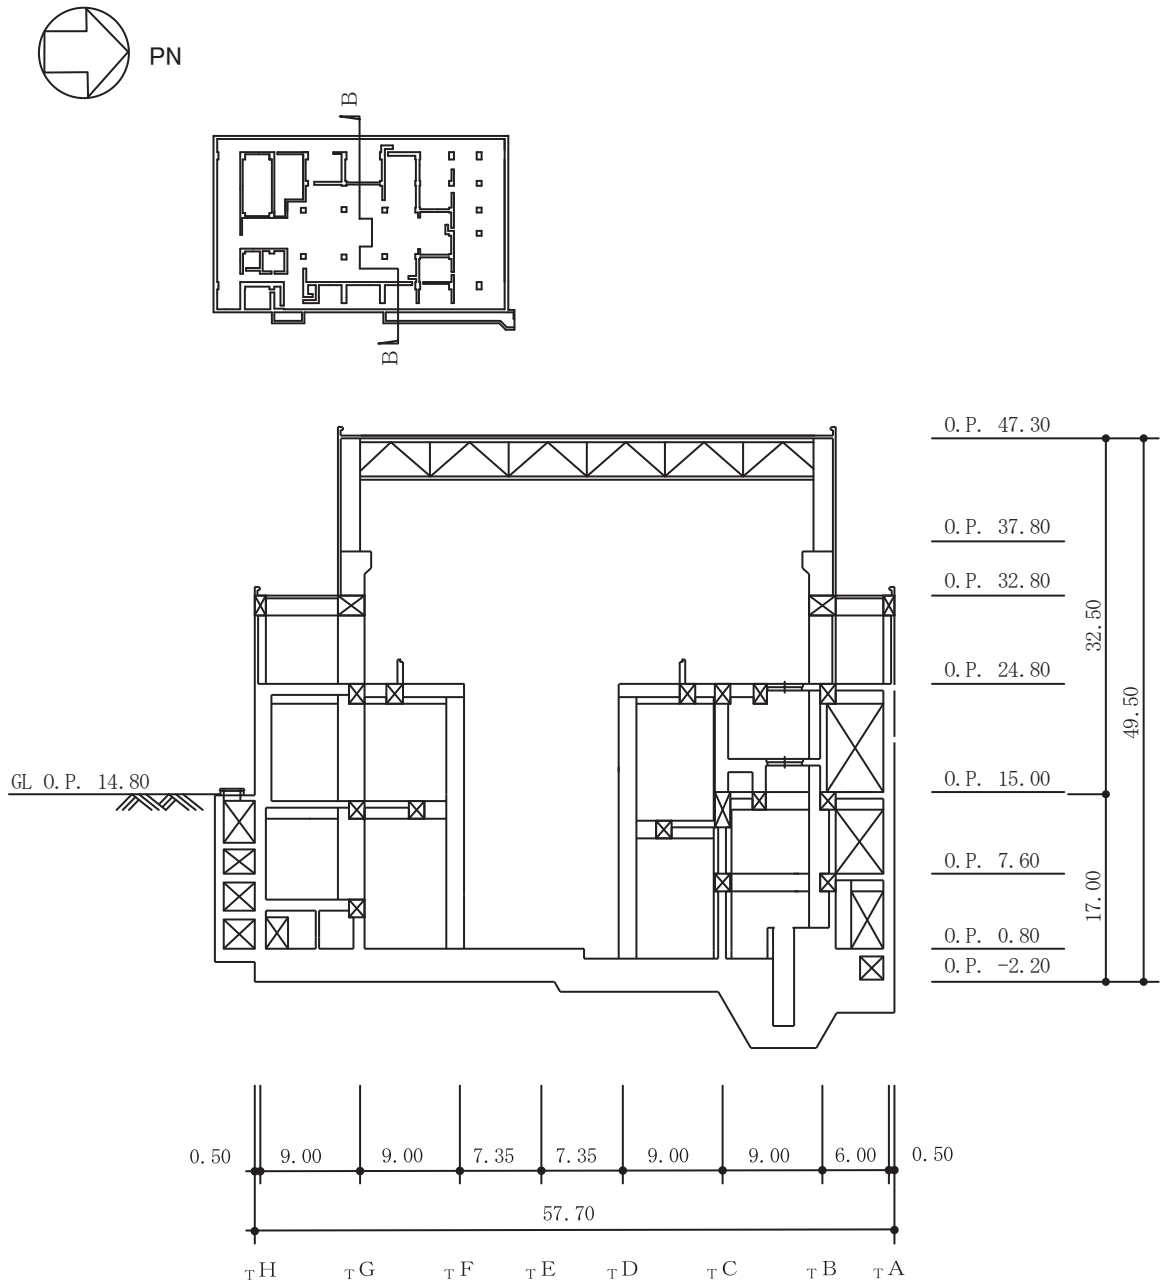 PN
B
B
O.P. 47.30
O.P. 37.80
O.P. 32.80
32.50
O.P. 24.80
49.50
GL O.P. 14.80
O.P. 15.00
O.P. 7.60
17.00
O.P. 0.80
O.P. -2.20
0.50 9.00 9.00 7.35 7.35 9.00 9.00 6.00 0.50
57.70
TH TG TF TE TD TC TB TA